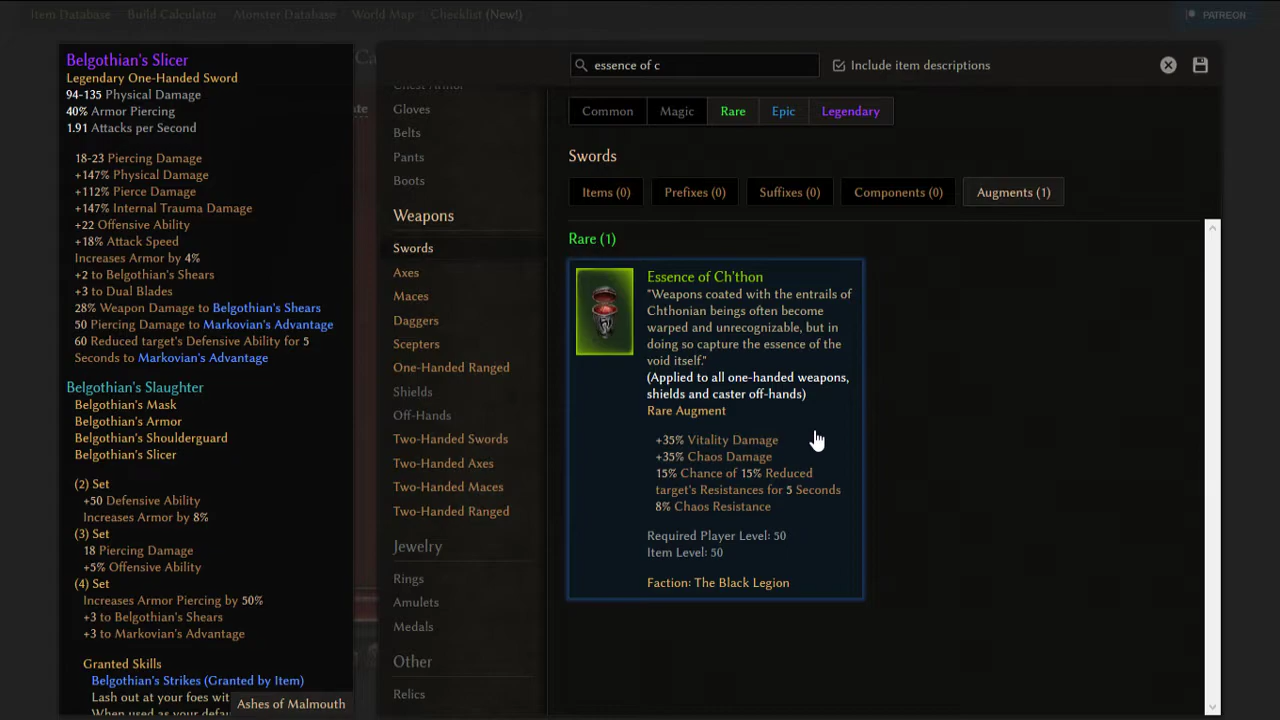 Item Database Build Calculator Monster Database World Map Checklist (New!) PATREON
Belgothian's Slicer
Legendary One-Handed Sword
94-135 Physical Damage
40% Armor Piercing
1.91 Attacks per Second
18-23 Piercing Damage
+147% Physical Damage
+112% Pierce Damage
+147% Internal Trauma Damage
+22 Offensive Ability
+18% Attack Speed
Increases Armor by 4%
+2 to Belgothian's Shears
+3 to Dual Blades
28% Weapon Damage to Belgothian's Shears
50 Piercing Damage to Markovian's Advantage
60 Reduced target's Defensive Ability for 5
Seconds to Markovian's Advantage
Belgothian's Slaughter
Belgothian's Mask
Belgothian's Armor
Belgothian's Shoulderguard
Belgothian's Slicer
(2) Set
+50 Defensive Ability
Increases Armor by 8%
(3) Set
18 Piercing Damage
+5% Offensive Ability
(4) Set
Increases Armor Piercing by 50%
+3 to Belgothian's Shears
+3 to Markovian's Advantage
Granted Skills
Belgothian's Strikes (Granted by Item)
Lash out at your foes wit
When used as your defau
Ashes of Malmouth
essence of c
Include item descriptions
Chest Armor
Gloves
Belts
Pants
Boots
Weapons
Swords
Axes
Maces
Daggers
Scepters
One-Handed Ranged
Shields
Off-Hands
Two-Handed Swords
Two-Handed Axes
Two-Handed Maces
Two-Handed Ranged
Jewelry
Rings
Amulets
Medals
Other
Relics
Common Magic Rare Epic Legendary
Swords
Items (0) Prefixes (0) Suffixes (0) Components (0) Augments (1)
Rare (1)
Essence of Ch'thon
"Weapons coated with the entrails of
Chthonian beings often become
warped and unrecognizable, but in
doing so capture the essence of the
void itself."
(Applied to all one-handed weapons,
shields and caster off-hands)
Rare Augment
+35% Vitality Damage
+35% Chaos Damage
15% Chance of 15% Reduced
target's Resistances for 5 Seconds
8% Chaos Resistance
Required Player Level: 50
Item Level: 50
Faction: The Black Legion